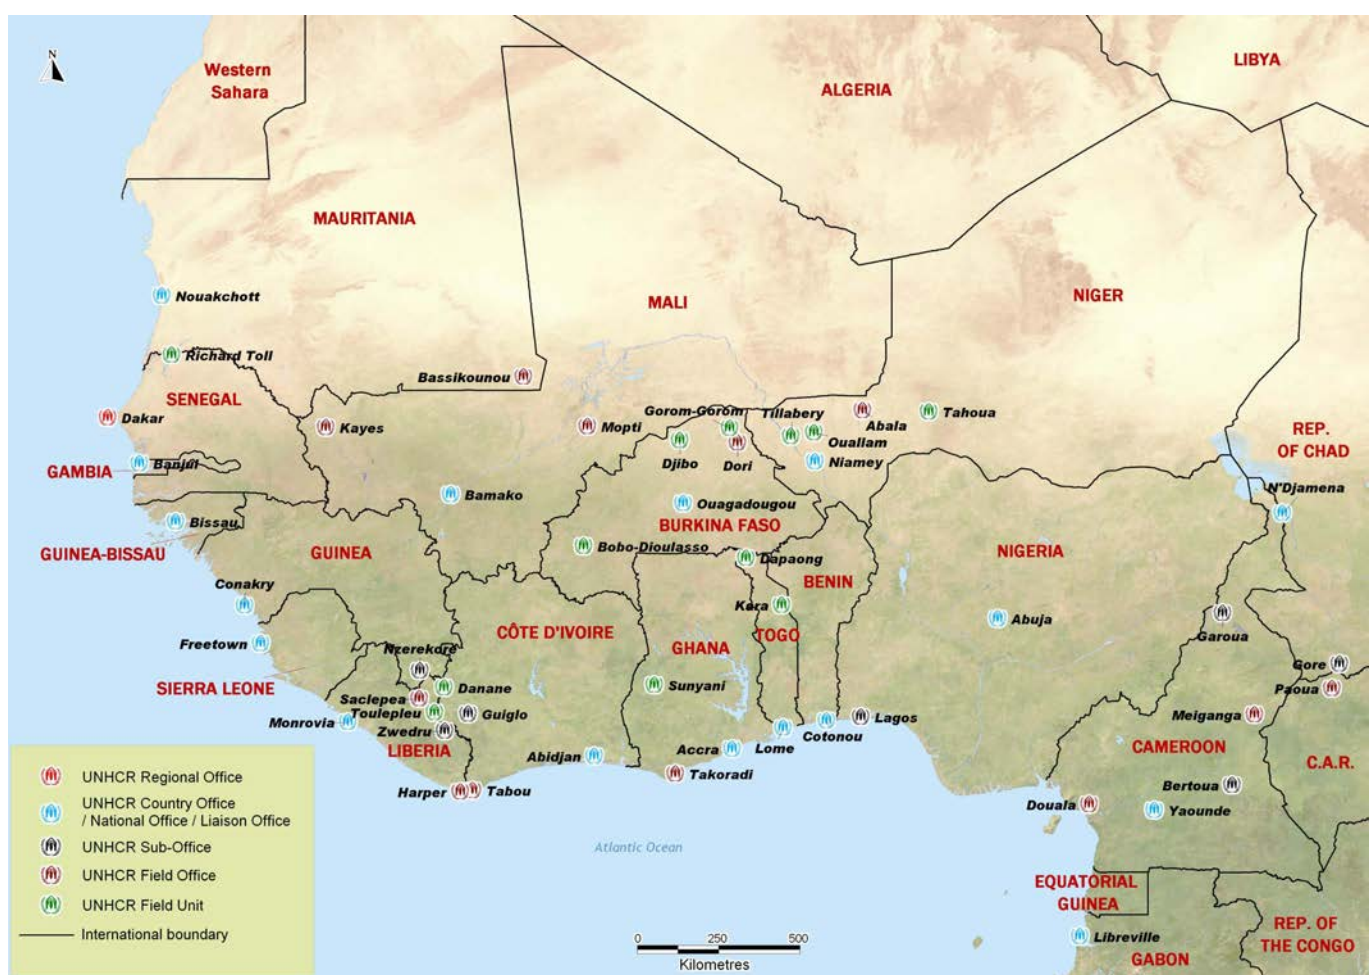 N
Western
Sahara
LIBYA
ALGERIA
MAURITANIA
Nouakchott
MALI
NIGER
Richard Toll
Bassikounou
SENEGAL
Dakar
Kayes
Mopti
Gorom-Gorom
Tillabery
Abala
Tahoua
Ouallam
Djibo
Dori
Niamey
REP.
OF CHAD
Banjul
GAMBIA
N'Djamena
Bamako
Ouagadougou
BURKINA FASO
Bissau
GUINEA-BISSAU
GUINEA
Bobo-Dioulasso
Dapaong
BENIN
NIGERIA
Conakry
Kara
Abuja
Garoua
Freetown
CÔTE D'IVOIRE
TOGO
GHANA
Nzerekore
Gore
SIERRA LEONE
Danane
Saclepea
Sunyani
Paoua
Toulepleu
Guiglo
Monrovia
Zwedru
LIBERIA
Lome
Cotonou
Lagos
Meiganga
Abidjan
Accra
CAMEROON
C.A.R.
Takoradi
Harper
Tabou
Bertoua
Douala
Yaounde
Atlantic Ocean
EQUATORIAL
GUINEA
REP. OF
THE CONGO
Libreville
GABON
UNHCR Regional Office
UNHCR Country Office
/ National Office / Liaison Office
UNHCR Sub-Office
UNHCR Field Office
UNHCR Field Unit
International boundary
0 250 500
Kilometres